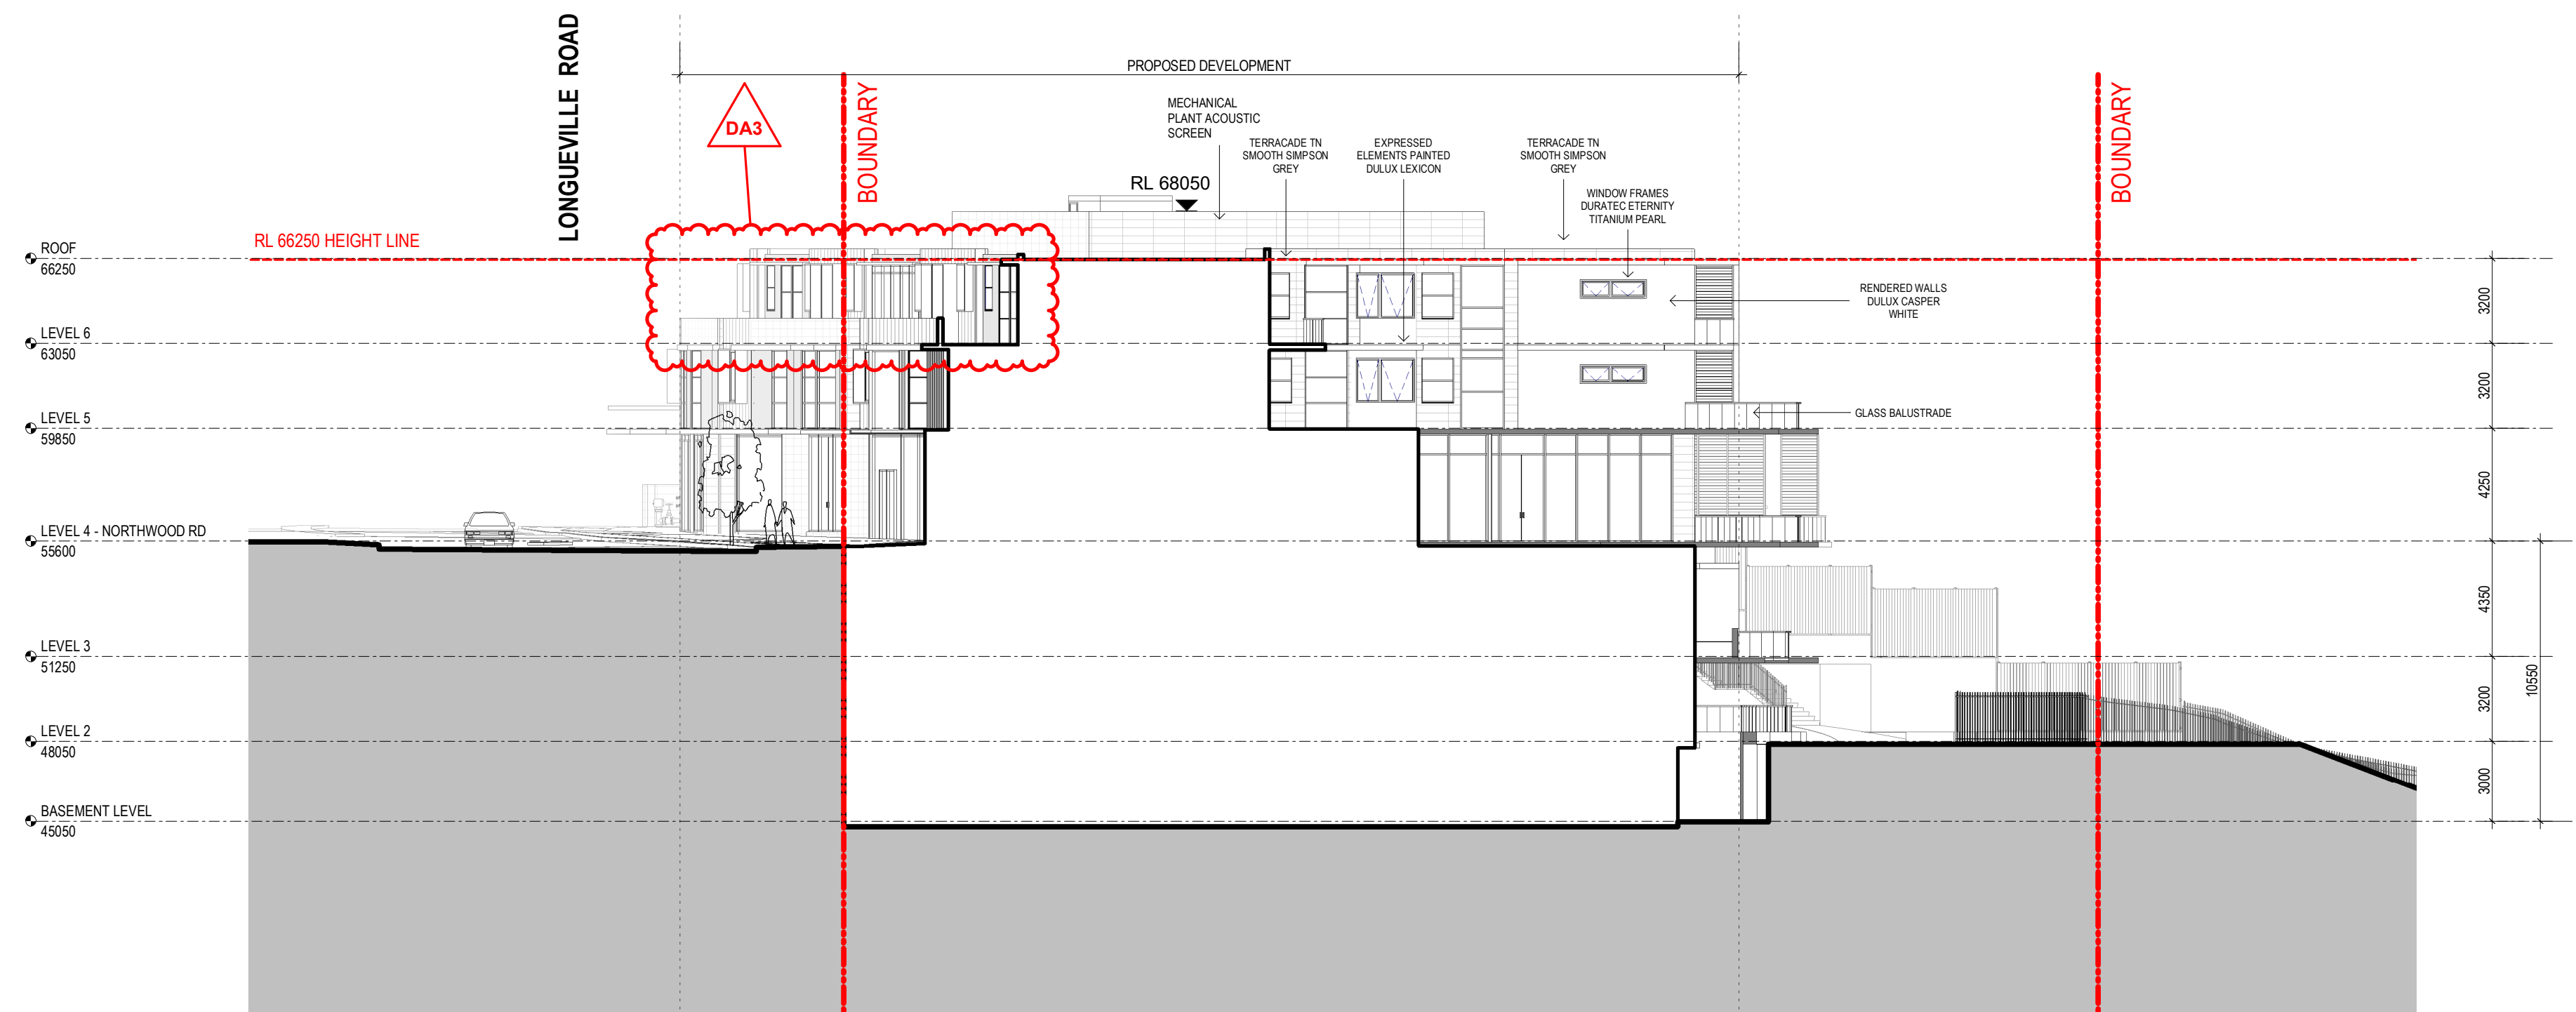 LONGUEVILLE ROAD
PROPOSED DEVELOPMENT
DA3
BOUNDARY
BOUNDARY
MECHANICAL
PLANT ACOUSTIC
SCREEN
TERRACADE TN
SMOOTH SIMPSON
GREY
EXPRESSED
ELEMENTS PAINTED
DULUX LEXICON
TERRACADE TN
SMOOTH SIMPSON
GREY
RL 68050
WINDOW FRAMES
DURATEC ETERNITY
TITANIUM PEARL
RL 66250 HEIGHT LINE
ROOF
66250
RENDERED WALLS
DULUX CASPER
WHITE
3200
LEVEL 6
63050
3200
GLASS BALUSTRADE
LEVEL 5
59850
4250
LEVEL 4 - NORTHWOOD RD
55600
4350
LEVEL 3
51250
3200
10550
LEVEL 2
48050
3000
BASEMENT LEVEL
45050